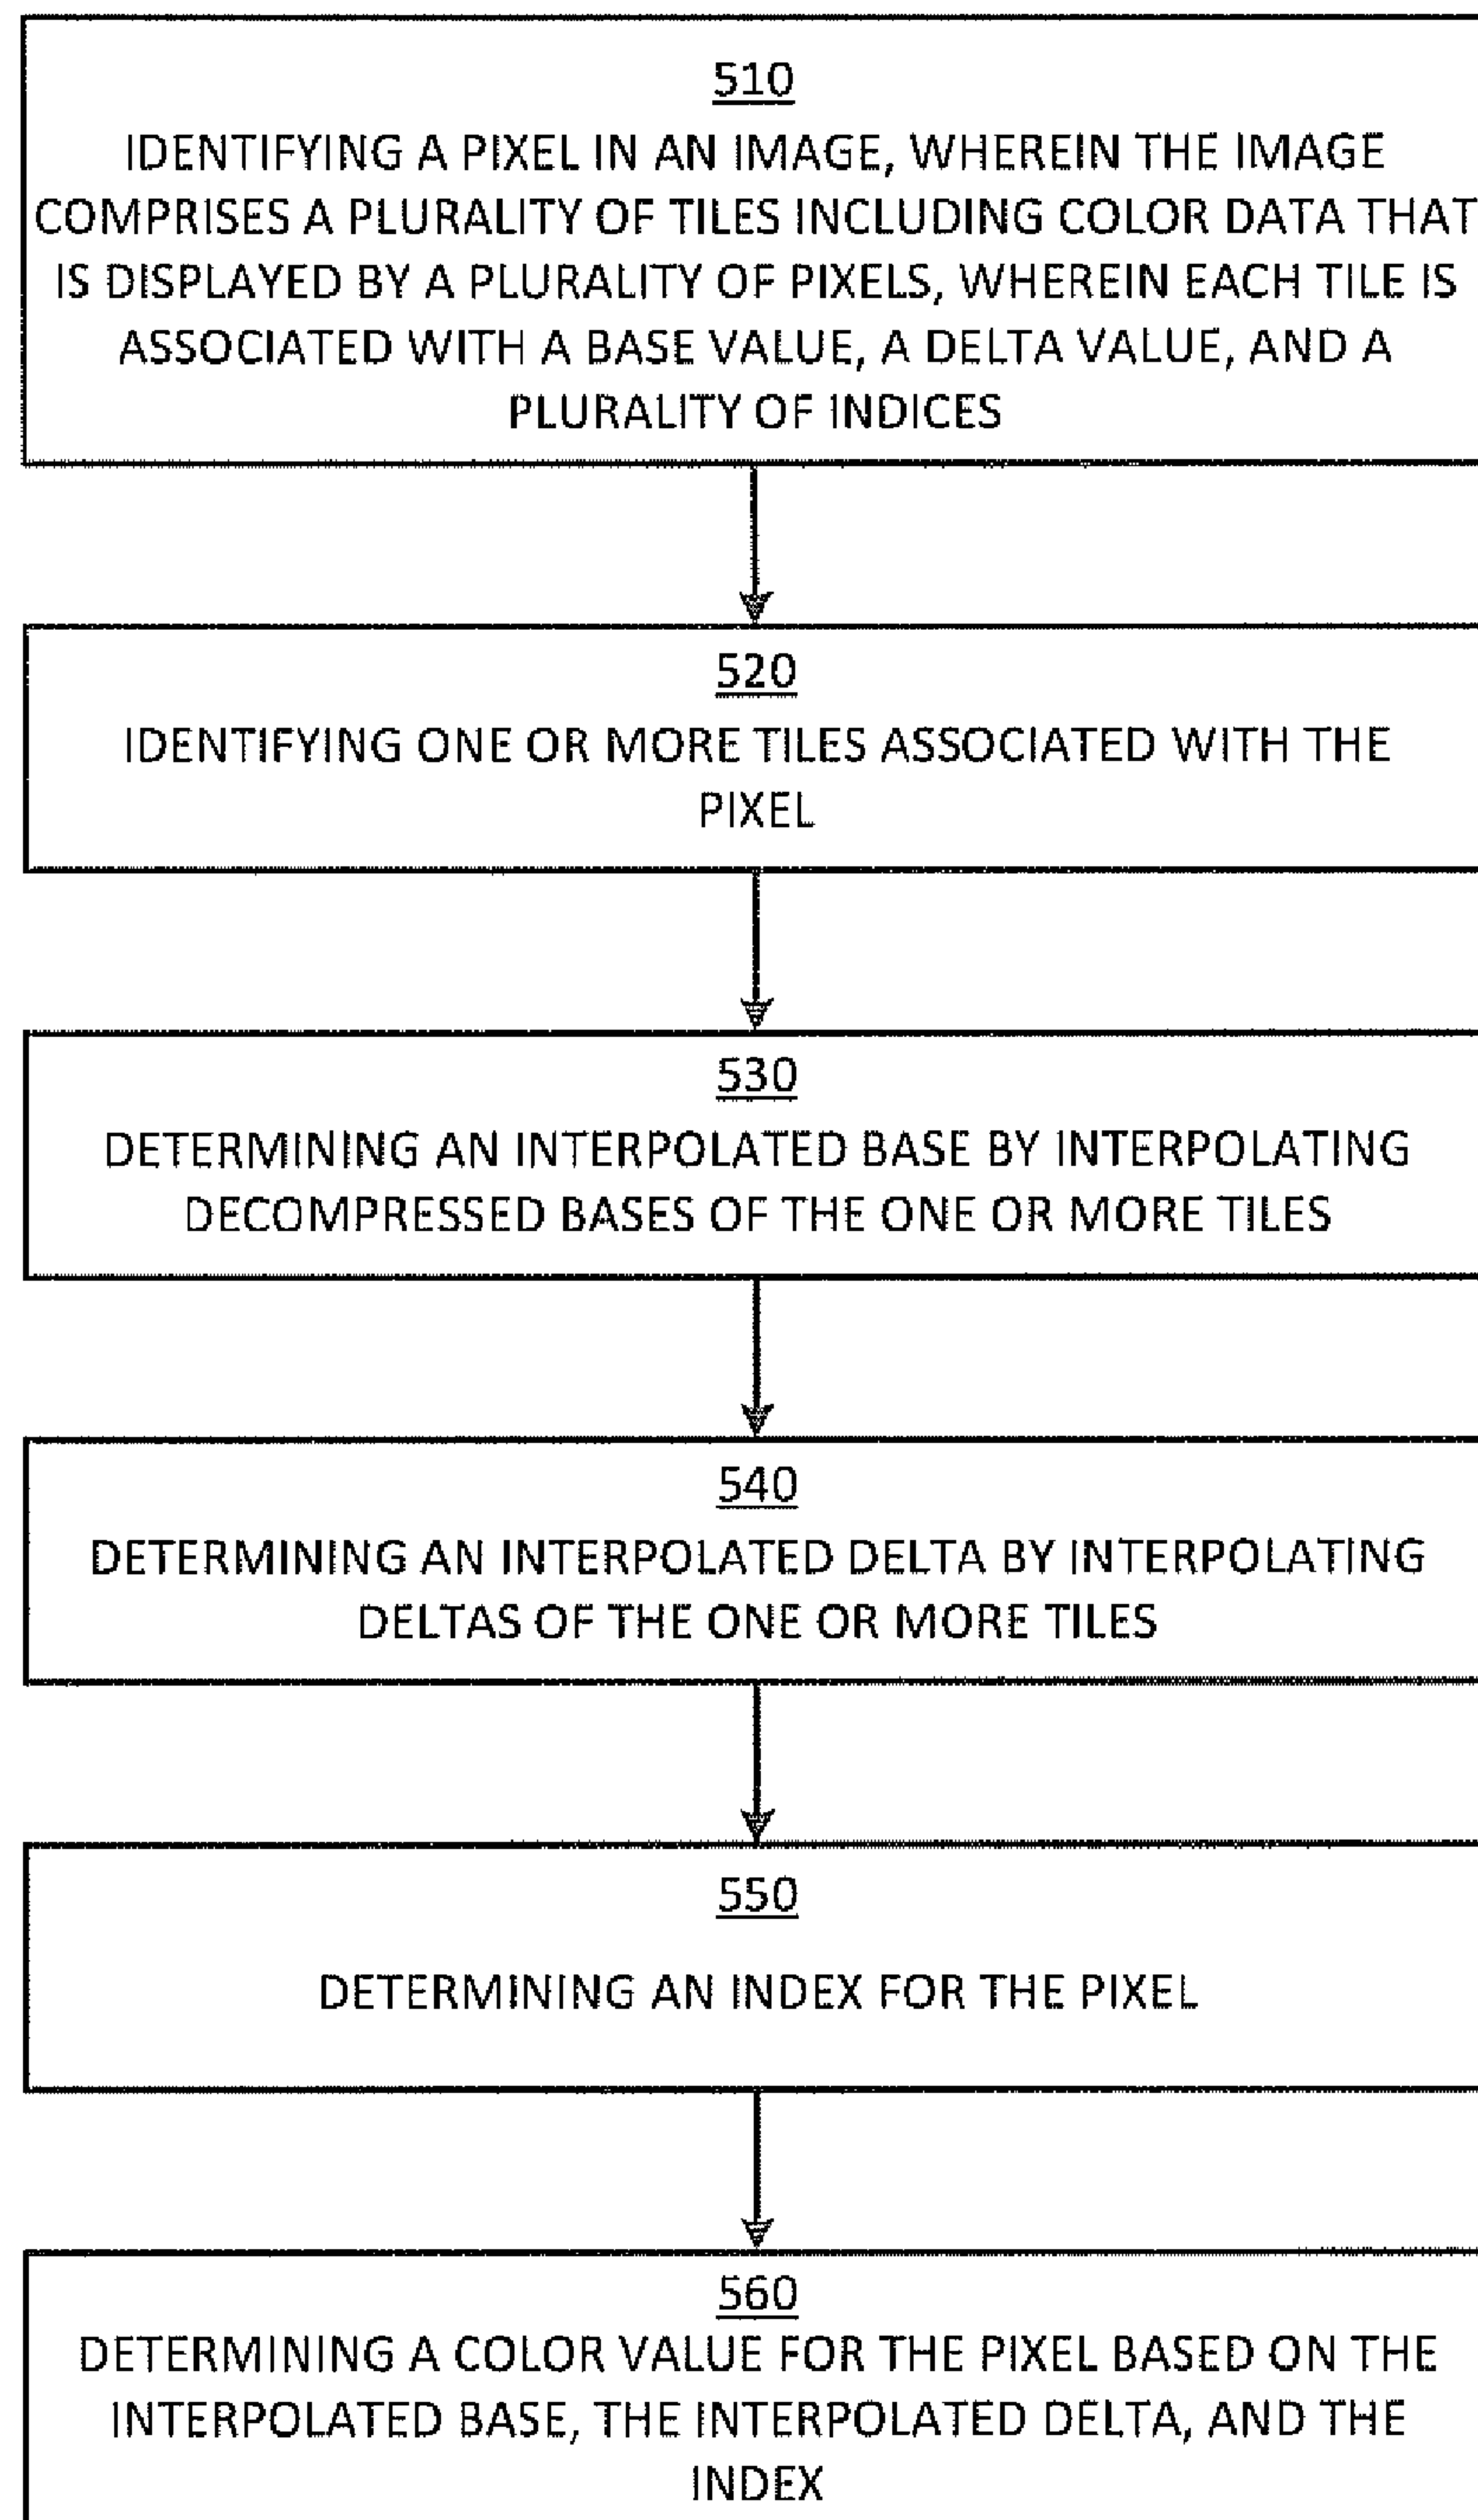 510
IDENTIFYING A PIXEL IN AN IMAGE, WHEREIN THE IMAGE
COMPRISES A PLURALITY OF TILES INCLUDING COLOR DATA THAT
IS DISPLAYED BY A PLURALITY OF PIXELS, WHEREIN EACH TILE IS
ASSOCIATED WITH A BASE VALUE, A DELTA VALUE, AND A
PLURALITY OF INDICES
520
IDENTIFYING ONE OR MORE TILES ASSOCIATED WITH THE
PIXEL
530
DETERMINING AN INTERPOLATED BASE BY INTERPOLATING
DECOMPRESSED BASES OF THE ONE OR MORE TILES
540
DETERMINING AN INTERPOLATED DELTA BY INTERPOLATING
DELTAS OF THE ONE OR MORE TILES
550
DETERMINING AN INDEX FOR THE PIXEL
560
DETERMINING A COLOR VALUE FOR THE PIXEL BASED ON THE
INTERPOLATED BASE, THE INTERPOLATED DELTA, AND THE
INDEX